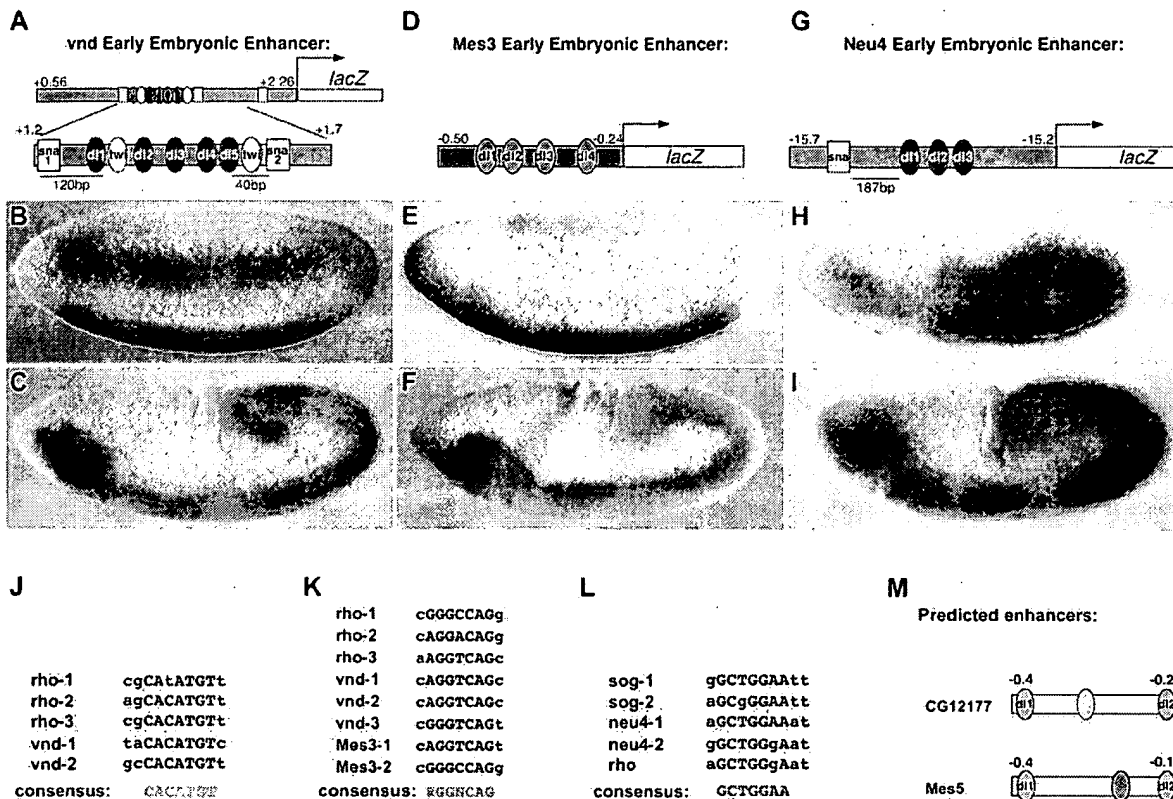 A
vnd Early Embryonic Enhancer:
+0.56
+2.26
lacZ
+1.2
+1.7
sna
1
dl1
tw
dl2
dl3
dl4
dl5
tw
sna
2
120bp
40bp
B
C
D
Mes3 Early Embryonic Enhancer:
-0.50
-0.24
dl1
dl2
dl3
dl4
lacZ
E
F
G
Neu4 Early Embryonic Enhancer:
-15.7
-15.2
sna
dl1
dl2
dl3
lacZ
187bp
H
I
J
rho-1 cgCAtATGTt
rho-2 agCACATGTt
rho-3 cgCACATGTt
vnd-1 taCACATGTc
vnd-2 gcCACATGTt
consensus: CACATGT
K
rho-1 cGGGCCAGg
rho-2 cAGGACAGg
rho-3 aAGGTCAGc
vnd-1 cAGGTCAGc
vnd-2 cAGGTCAGc
vnd-3 cGGGTCAGt
Mes3-1 cAGGTCAGt
Mes3-2 cGGGCCAGg
consensus: RGGNCAG
L
sog-1 gGCTGGAAtt
sog-2 aGCgGGAAtt
neu4-1 aGCTGGAAat
neu4-2 gGCTGGgAat
rho aGCTGGgAat
consensus: GCTGGAA
M
Predicted enhancers:
-0.4
-0.2
CG12177
dl1
dl2
-0.4
-0.1
Mes5
dl1
dl2